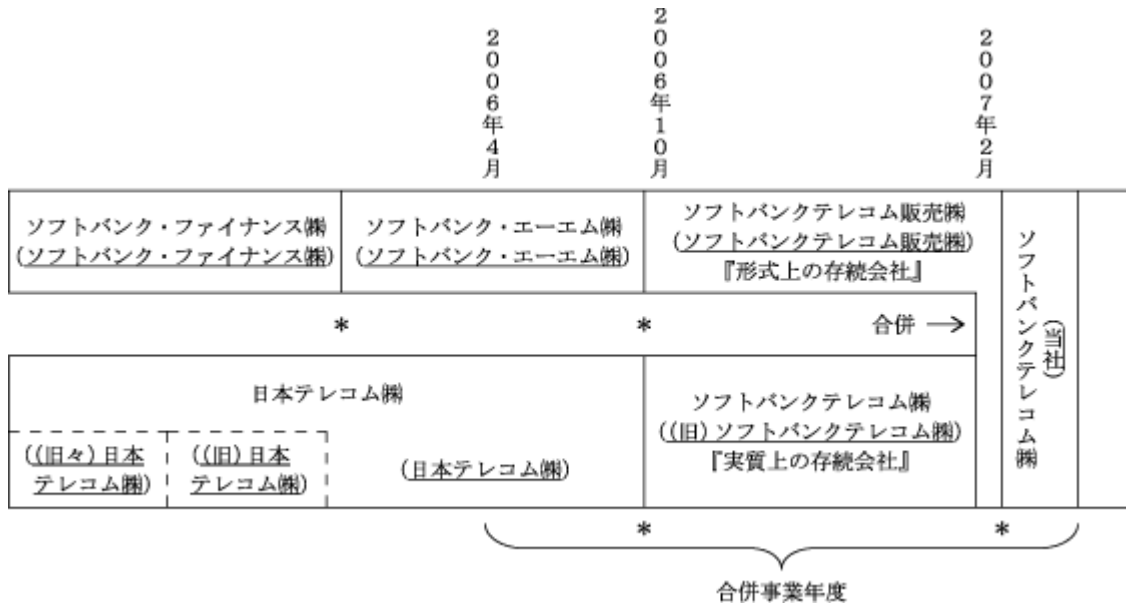 2006年4月
2006年10月
2007年2月
ソフトバンク・ファイナンス㈱
(ソフトバンク・ファイナンス㈱)
ソフトバンク・エーエム㈱
(ソフトバンク・エーエム㈱)
ソフトバンクテレコム販売㈱
(ソフトバンクテレコム販売㈱)
『形式上の存続会社』
ソフトバンクテレコム㈱
(当社)
*
*
合併 →
日本テレコム㈱
((旧々)日本
テレコム㈱)
((旧)日本
テレコム㈱)
(日本テレコム㈱)
ソフトバンクテレコム㈱
((旧)ソフトバンクテレコム㈱)
『実質上の存続会社』
*
*
合併事業年度